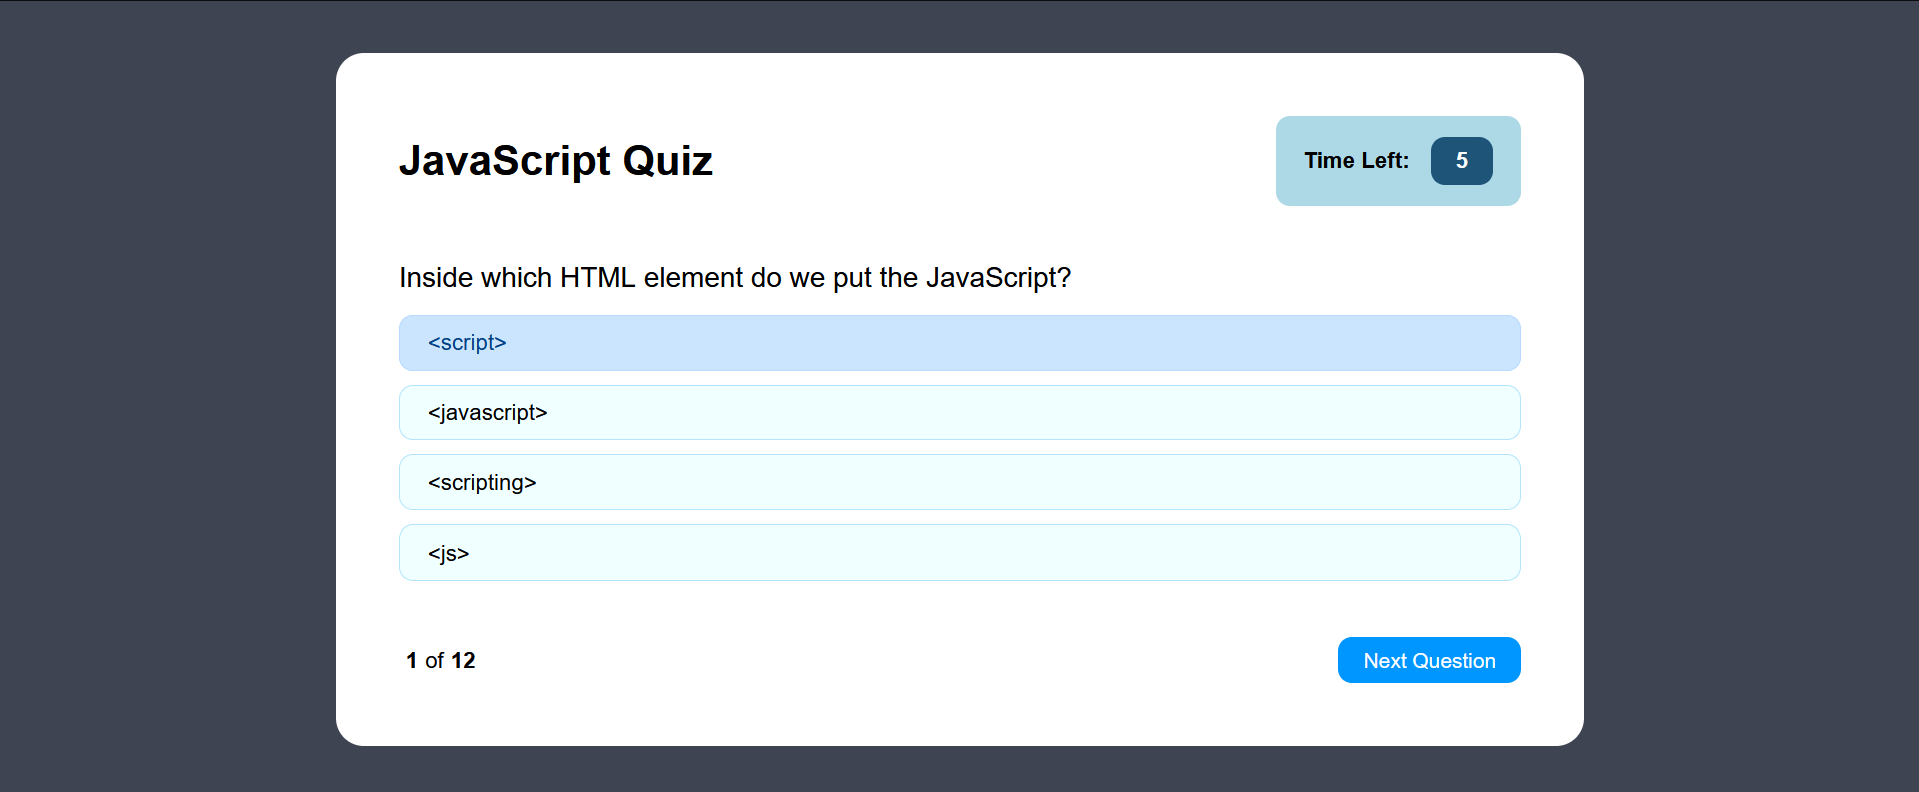 JavaScript Quiz
Time Left: 5
Inside which HTML element do we put the JavaScript?
<script>
<javascript>
<scripting>
<js>
1 of 12
Next Question